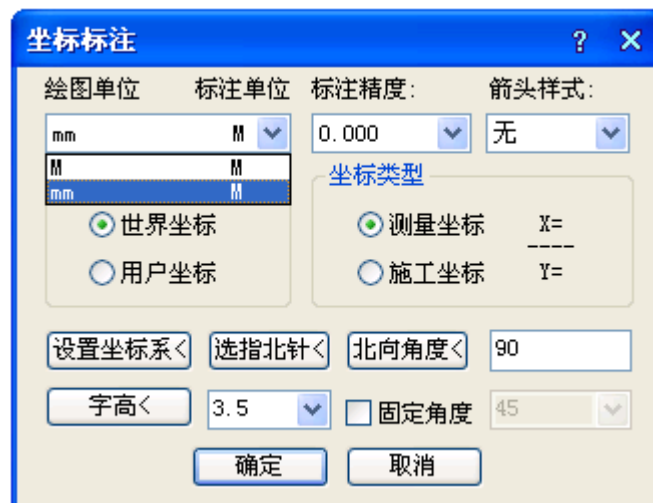 坐标标注
绘图单位 标注单位 标注精度: 箭头样式:
mm M 0.000 无
M M
mm M
坐标类型
世界坐标 测量坐标 X=
----
用户坐标 施工坐标 Y=
设置坐标系< 选指北针< 北向角度< 90
字高< 3.5 固定角度 45
确定 取消